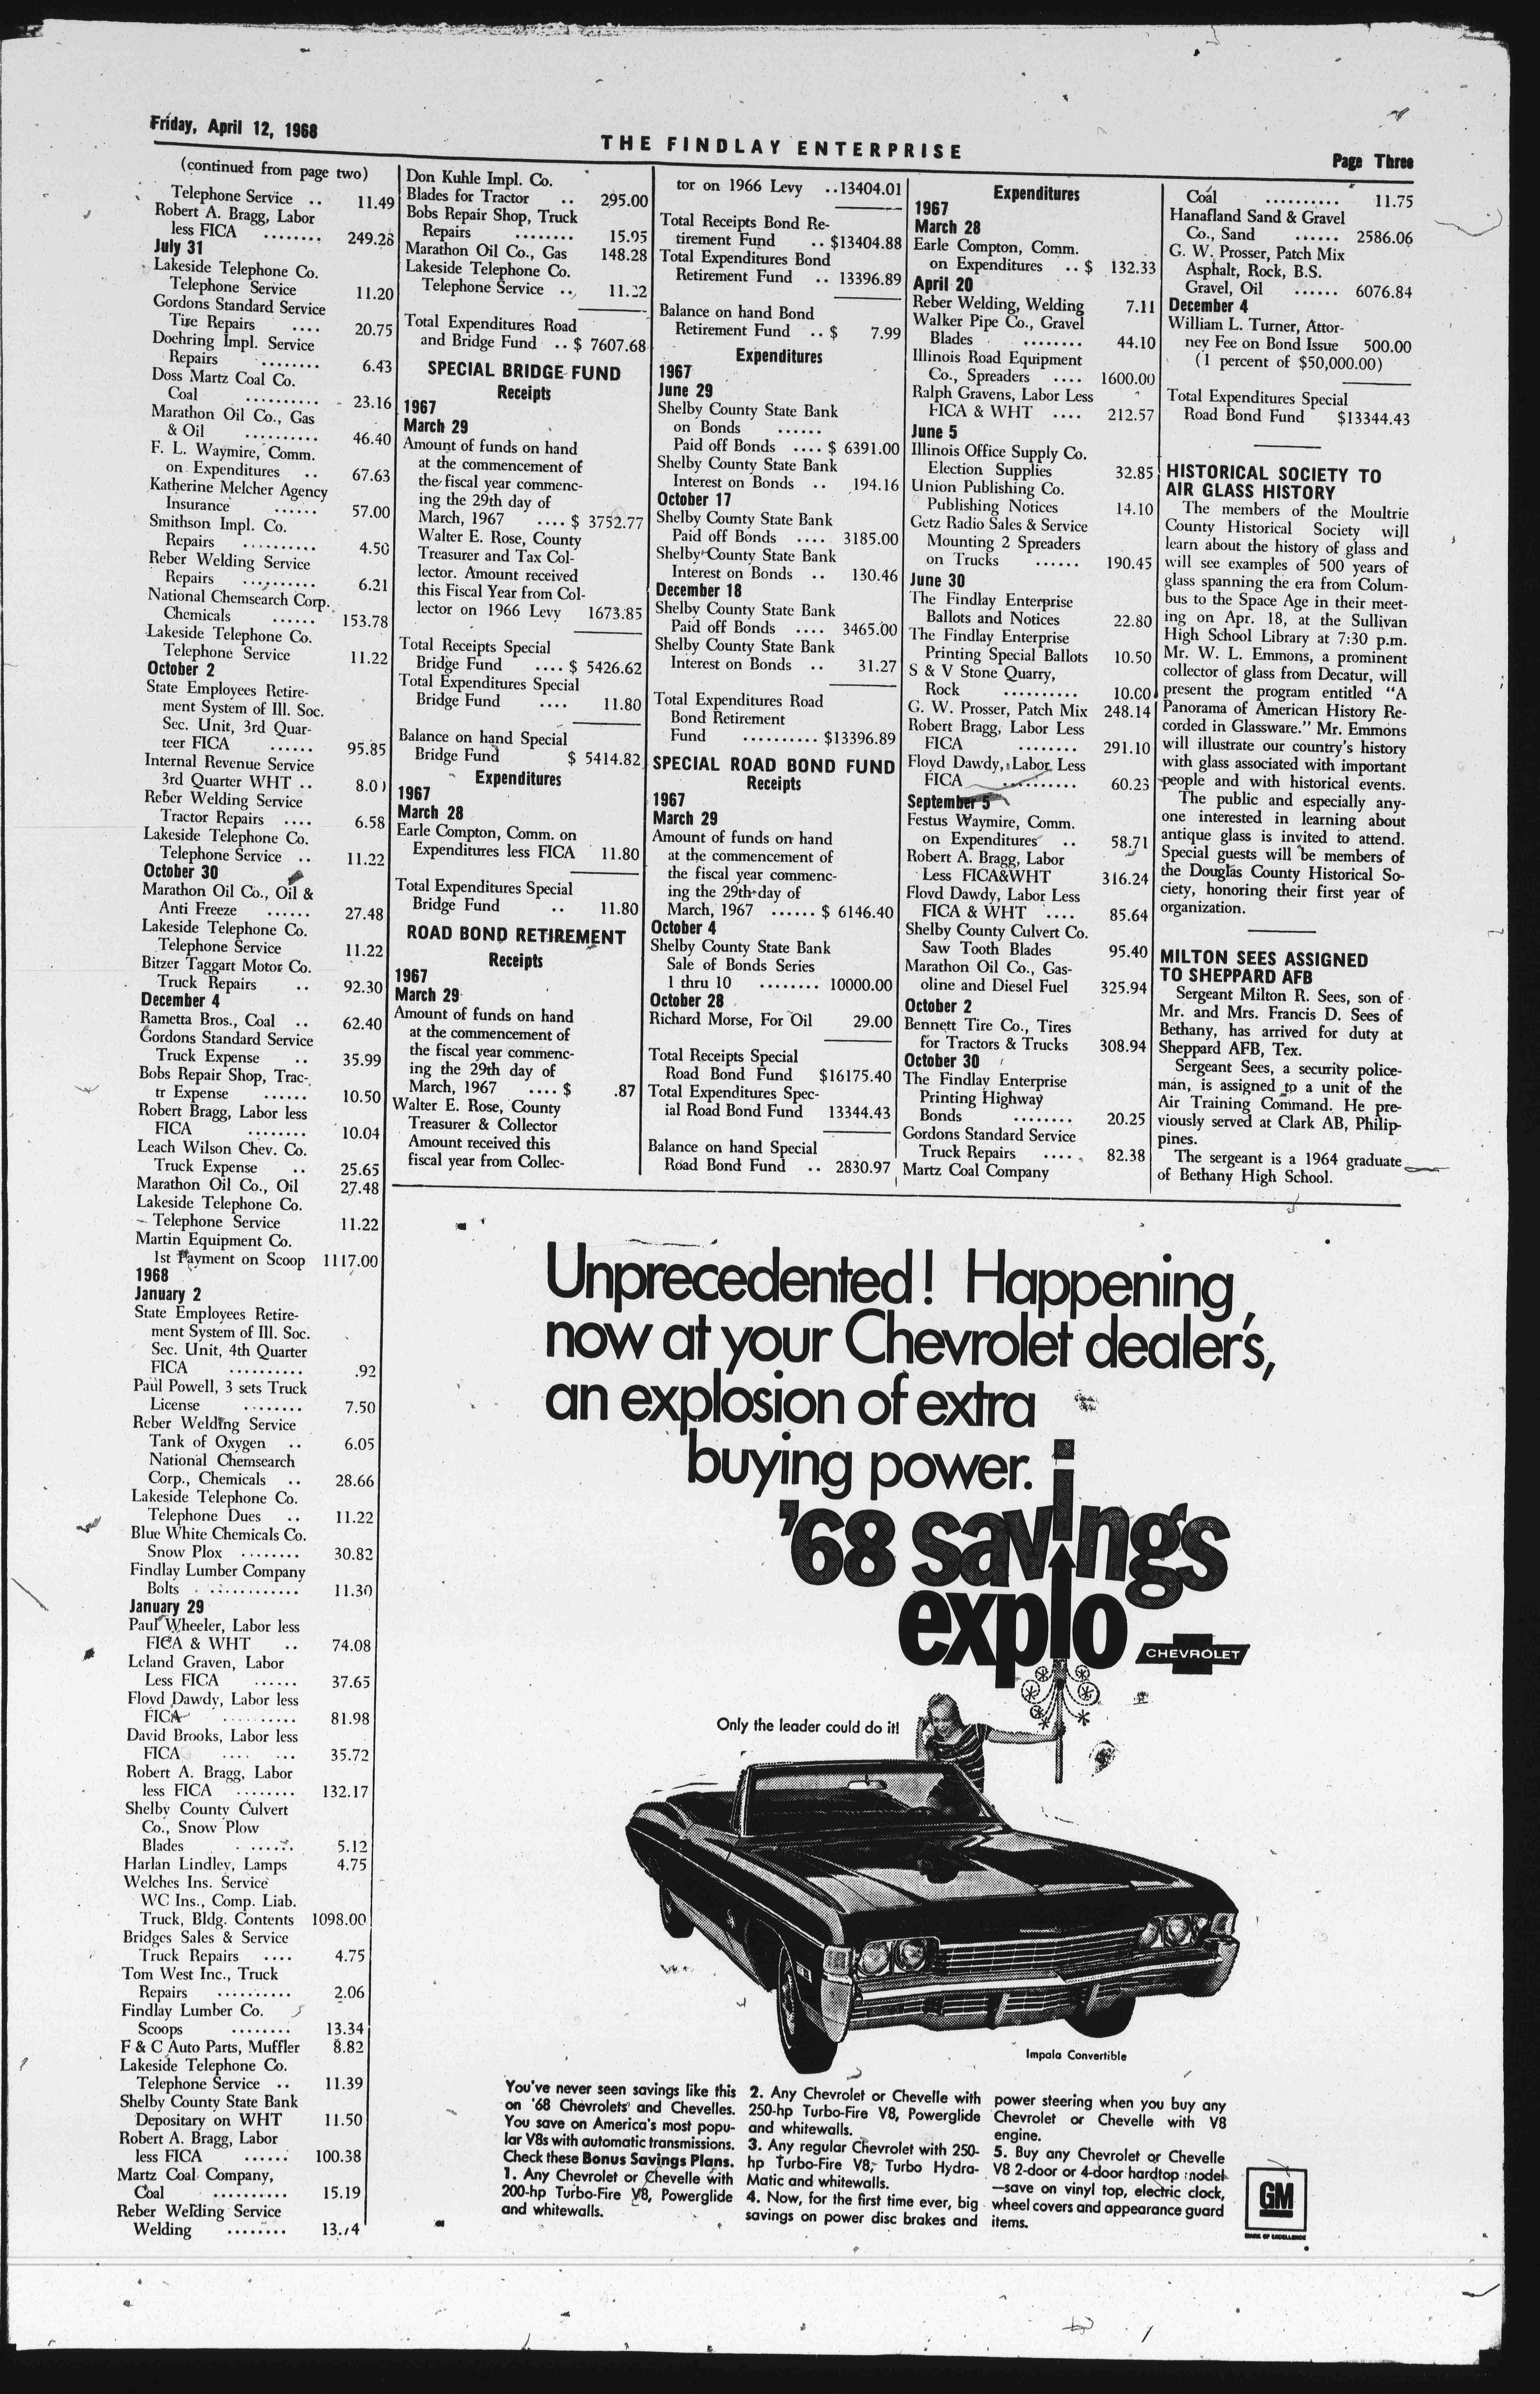 Friday, April 12, 1968
THE FINDLAY ENTERPRISE
Page Three
(continued from page two)
Telephone Service .. 11.49
Robert A. Bragg, Labor
less FICA ........ 249.28
July 31
Lakeside Telephone Co.
Telephone Service 11.20
Gordons Standard Service
Tire Repairs .... 20.75
Doehring Impl. Service
Repairs ........ 6.43
Doss Martz Coal Co.
Coal .......... 23.16
Marathon Oil Co., Gas
& Oil .......... 46.40
F. L. Waymire, Comm.
on Expenditures .. 67.63
Katherine Melcher Agency
Insurance ...... 57.00
Smithson Impl. Co.
Repairs .......... 4.50
Reber Welding Service
Repairs .......... 6.21
National Chemsearch Corp.
Chemicals ...... 153.78
Lakeside Telephone Co.
Telephone Service 11.22
October 2
State Employees Retire-
ment System of Ill. Soc.
Sec. Unit, 3rd Quar-
teer FICA ...... 95.85
Internal Revenue Service
3rd Quarter WHT .. 8.0
Reber Welding Service
Tractor Repairs .... 6.58
Lakeside Telephone Co.
Telephone Service .. 11.22
October 30
Marathon Oil Co., Oil &
Anti Freeze ...... 27.48
Lakeside Telephone Co.
Telephone Service 11.22
Bitzer Taggart Motor Co.
Truck Repairs .. 92.30
December 4
Rametta Bros., Coal .. 62.40
Gordons Standard Service
Truck Expense .. 35.99
Bobs Repair Shop, Trac-
tr Expense ...... 10.50
Robert Bragg, Labor less
FICA ........ 10.04
Leach Wilson Chev. Co.
Truck Expense .. 25.65
Marathon Oil Co., Oil 27.48
Lakeside Telephone Co.
Telephone Service 11.22
Martin Equipment Co.
1st Payment on Scoop 1117.00
1968
January 2
State Employees Retire-
ment System of Ill. Soc.
Sec. Unit, 4th Quarter
FICA .......... .92
Paul Powell, 3 sets Truck
License ........ 7.50
Reber Welding Service
Tank of Oxygen .. 6.05
National Chemsearch
Corp., Chemicals .. 28.66
Lakeside Telephone Co.
Telephone Dues .. 11.22
Blue White Chemicals Co.
Snow Plox ........ 30.82
Findlay Lumber Company
Bolts ............ 11.30
January 29
Paul Wheeler, Labor less
FICA & WHT .. 74.08
Leland Graven, Labor
Less FICA ...... 37.65
Floyd Dawdy, Labor less
FICA .......... 81.98
David Brooks, Labor less
FICA .... ... 35.72
Robert A. Bragg, Labor
less FICA ........ 132.17
Shelby County Culvert
Co., Snow Plow
Blades ....... 5.12
Harlan Lindley, Lamps 4.75
Welches Ins. Service
WC Ins., Comp. Liab.
Truck, Bldg. Contents 1098.00
Bridges Sales & Service
Truck Repairs .... 4.75
Tom West Inc., Truck
Repairs .......... 2.06
Findlay Lumber Co.
Scoops ........ 13.34
F & C Auto Parts, Muffler 8.82
Lakeside Telephone Co.
Telephone Service .. 11.39
Shelby County State Bank
Depositary on WHT 11.50
Robert A. Bragg, Labor
less FICA ...... 100.38
Martz Coal Company,
Coal .......... 15.19
Reber Welding Service
Welding ........
Don Kuhle Impl. Co.
Blades for Tractor .. 295.00
Bobs Repair Shop, Truck
Repairs ........ 15.95
Marathon Oil Co., Gas 148.28
Lakeside Telephone Co.
Telephone Service .. 11.22
Total Expenditures Road
and Bridge Fund .. $ 7607.68
SPECIAL BRIDGE FUND
Receipts
1967
March 29
Amount of funds on hand
at the commencement of
the fiscal year commenc-
ing the 29th day of
March, 1967 .... $ 3752.77
Walter E. Rose, County
Treasurer and Tax Col-
lector. Amount received
this Fiscal Year from Col-
lector on 1966 Levy 1673.85
Total Receipts Special
Bridge Fund .... $ 5426.62
Total Expenditures Special
Bridge Fund .... 11.80
Balance on hand Special
Bridge Fund $ 5414.82
Expenditures
1967
March 28
Earle Compton, Comm. on
Expenditures less FICA 11.80
Total Expenditures Special
Bridge Fund .. 11.80
ROAD BOND RETIREMENT
Receipts
1967
March 29
Amount of funds on hand
at the commencement of
the fiscal year commenc-
ing the 29th day of
March, 1967 .... $ .87
Walter E. Rose, County
Treasurer & Collector
Amount received this
fiscal year from Collec-
tor on 1966 Levy ..13404.01
Total Receipts Bond Re-
tirement Fund .. $13404.88
Total Expenditures Bond
Retirement Fund .. 13396.89
Balance on hand Bond
Retirement Fund .. $ 7.99
Expenditures
1967
June 29
Shelby County State Bank
on Bonds ......
Paid off Bonds .... $ 6391.00
Shelby County State Bank
Interest on Bonds .. 194.16
October 17
Shelby County State Bank
Paid off Bonds .... 3185.00
Shelby County State Bank
Interest on Bonds .. 130.46
December 18
Shelby County State Bank
Paid off Bonds .... 3465.00
Shelby County State Bank
Interest on Bonds .. 31.27
Total Expenditures Road
Bond Retirement
Fund .......... $13396.89
SPECIAL ROAD BOND FUND
Receipts
1967
March 29
Amount of funds on hand
at the commencement of
the fiscal year commenc-
ing the 29th day of
March, 1967 ...... $ 6146.40
October 4
Shelby County State Bank
Sale of Bonds Series
1 thru 10 ........ 10000.00
October 28
Richard Morse, For Oil 29.00
Total Receipts Special
Road Bond Fund $16175.40
Total Expenditures Spec-
ial Road Bond Fund 13344.43
Balance on hand Special
Road Bond Fund .. 2830.97
Expenditures
1967
March 28
Earle Compton, Comm.
on Expenditures .. $ 132.33
April 20
Reber Welding, Welding 7.11
Walker Pipe Co., Gravel
Blades ........ 44.10
Illinois Road Equipment
Co., Spreaders .... 1600.00
Ralph Gravens, Labor Less
FICA & WHT .... 212.57
June 5
Illinois Office Supply Co.
Election Supplies 32.85
Union Publishing Co.
Publishing Notices 14.10
Getz Radio Sales & Service
Mounting 2 Spreaders
on Trucks ...... 190.45
June 30
The Findlay Enterprise
Ballots and Notices 22.80
The Findlay Enterprise
Printing Special Ballots 10.50
S & V Stone Quarry,
Rock .......... 10.00
G. W. Prosser, Patch Mix 248.14
Robert Bragg, Labor Less
FICA ........ 291.10
Floyd Dawdy, Labor Less
FICA .......... 60.23
September 5
Festus Waymire, Comm.
on Expenditures .. 58.71
Robert A. Bragg, Labor
Less FICA&WHT 316.24
Floyd Dawdy, Labor Less
FICA & WHT .... 85.64
Shelby County Culvert Co.
Saw Tooth Blades 95.40
Marathon Oil Co., Gas-
oline and Diesel Fuel 325.94
October 2
Bennett Tire Co., Tires
for Tractors & Trucks 308.94
October 30
The Findlay Enterprise
Printing Highway
Bonds ........ 20.25
Gordons Standard Service
Truck Repairs .... 82.38
Martz Coal Company
Coal .......... 11.75
Hanafland Sand & Gravel
Co., Sand ...... 2586.06
G. W. Prosser, Patch Mix
Asphalt, Rock, B.S.
Gravel, Oil ...... 6076.84
December 4
William L. Turner, Attor-
ney Fee on Bond Issue 500.00
(1 percent of $50,000.00)
Total Expenditures Special
Road Bond Fund $13344.43
HISTORICAL SOCIETY TO
AIR GLASS HISTORY
The members of the Moultrie
County Historical Society will
learn about the history of glass and
will see examples of 500 years of
glass spanning the era from Colum-
bus to the Space Age in their meet-
ing on Apr. 18, at the Sullivan
High School Library at 7:30 p.m.
Mr. W. L. Emmons, a prominent
collector of glass from Decatur, will
present the program entitled "A
Panorama of American History Re-
corded in Glassware." Mr. Emmons
will illustrate our country's history
with glass associated with important
people and with historical events.
The public and especially any-
one interested in learning about
antique glass is invited to attend.
Special guests will be members of
the Douglas County Historical So-
ciety, honoring their first year of
organization.
MILTON SEES ASSIGNED
TO SHEPPARD AFB
Sergeant Milton R. Sees, son of
Mr. and Mrs. Francis D. Sees of
Bethany, has arrived for duty at
Sheppard AFB, Tex.
Sergeant Sees, a security police-
man, is assigned to a unit of the
Air Training Command. He pre-
viously served at Clark AB, Philip-
pines.
The sergeant is a 1964 graduate
of Bethany High School.
Unprecedented! Happening
now at your Chevrolet dealer's,
an explosion of extra
buying power.
'68 savings
explo
CHEVROLET
Only the leader could do it!
Impala Convertible
You've never seen savings like this
on '68 Chevrolets and Chevelles.
You save on America's most popu-
lar V8s with automatic transmissions.
Check these Bonus Savings Plans.
1. Any Chevrolet or Chevelle with
200-hp Turbo-Fire V8, Powerglide
and whitewalls.
2. Any Chevrolet or Chevelle with
250-hp Turbo-Fire V8, Powerglide
and whitewalls.
3. Any regular Chevrolet with 250-
hp Turbo-Fire V8, Turbo Hydra-
Matic and whitewalls.
4. Now, for the first time ever, big
savings on power disc brakes and
power steering when you buy any
Chevrolet or Chevelle with V8
engine.
5. Buy any Chevrolet or Chevelle
V8 2-door or 4-door hardtop model
—save on vinyl top, electric clock,
wheel covers and appearance guard
items.
GM
MARK OF EXCELLENCE